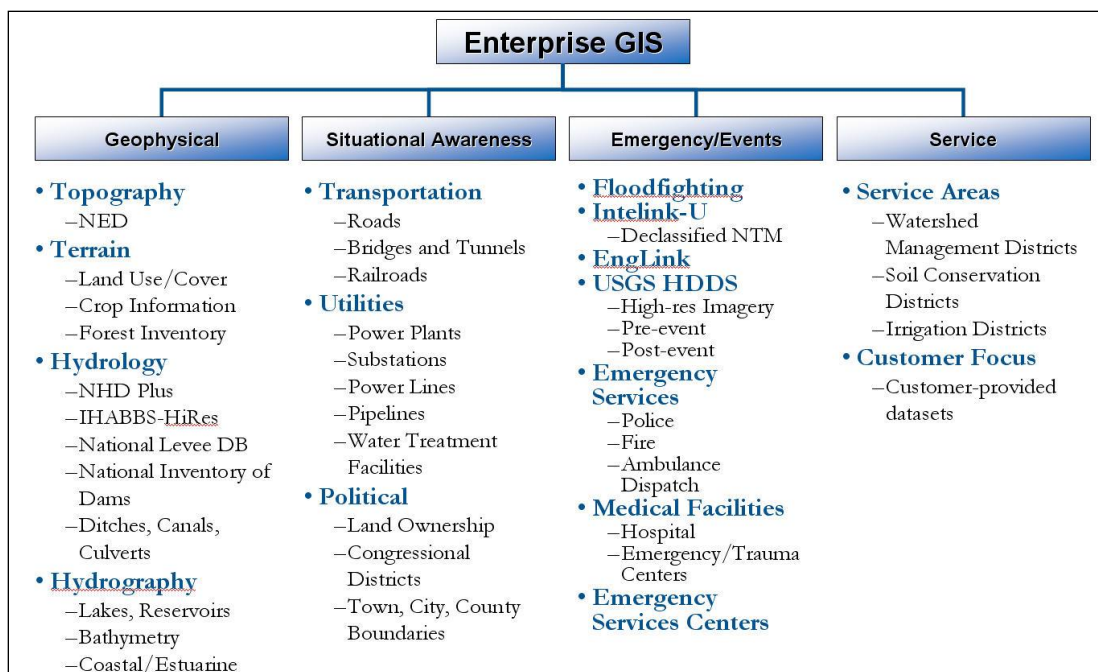 Enterprise GIS
Geophysical
• Topography
–NED
• Terrain
–Land Use/Cover
–Crop Information
–Forest Inventory
• Hydrology
–NHD Plus
–IHABBS-HiRes
–National Levee DB
–National Inventory of
Dams
–Ditches, Canals,
Culverts
• Hydrography
–Lakes, Reservoirs
–Bathymetry
–Coastal/Estuarine
Situational Awareness
• Transportation
–Roads
–Bridges and Tunnels
–Railroads
• Utilities
–Power Plants
–Substations
–Power Lines
–Pipelines
–Water Treatment
Facilities
• Political
–Land Ownership
–Congressional
Districts
–Town, City, County
Boundaries
Emergency/Events
• Floodfighting
• Intelink-U
–Declassified NTM
• EngLink
• USGS HDDS
–High-res Imagery
–Pre-event
–Post-event
• Emergency
Services
–Police
–Fire
–Ambulance
Dispatch
• Medical Facilities
–Hospital
–Emergency/Trauma
Centers
• Emergency
Services Centers
Service
• Service Areas
–Watershed
Management Districts
–Soil Conservation
Districts
–Irrigation Districts
• Customer Focus
–Customer-provided
datasets